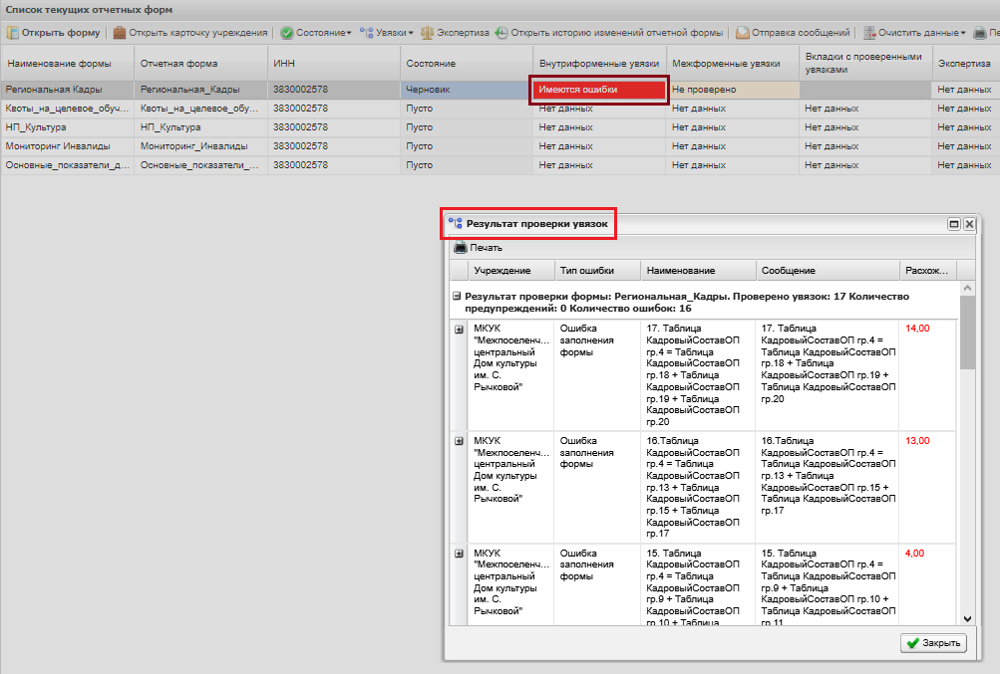 Список текущих отчетных форм
Открыть форму Открыть карточку учреждения Состояние Увязки Экспертиза Открыть историю изменений отчетной формы Отправка сообщений Очистить данные Пе
Наименование формы Отчетная форма ИНН Состояние Внутриформенные увязки Межформенные увязки Вкладки с проверенными увязками Экспертиза
Региональные Кадры Региональная_Кадры 3830002578 Черновик Имеются ошибки Не проверено Нет данных
Квоты_на_целевое_обуч... Квоты_на_целевое_обу... 3830002578 Пусто Нет данных Нет данных Нет данных Нет данных
НП_Культура НП_Культура 3830002578 Пусто Нет данных Нет данных Нет данных Нет данных
Мониторинг Инвалиды Мониторинг_Инвалиды 3830002578 Пусто Нет данных Нет данных Нет данных Нет данных
Основные_показатели_д... Основные_показатели_... 3830002578 Пусто Нет данных Нет данных Нет данных Нет данных
Результат проверки увязок
Печать
Учреждение Тип ошибки Наименование Сообщение Расхож...
Результат проверки формы: Региональная_Кадры. Проверено увязок: 17 Количество
предупреждений: 0 Количество ошибок: 16
МКУК Ошибка 17. Таблица 17. Таблица 14,00
"Межпоселенч... заполнения КадровыйСоставОП КадровыйСоставОП гр.4 =
центральный формы гр.4 = Таблица Таблица КадровыйСоставОП
Дом культуры КадровыйСоставОП гр.18 + Таблица
им. С. гр.18 + Таблица КадровыйСоставОП гр.19 +
Рычковой" КадровыйСоставОП Таблица КадровыйСоставОП
гр.19 + Таблица гр.20
КадровыйСоставОП
гр.20
МКУК Ошибка 16.Таблица 16.Таблица 13,00
"Межпоселенч... заполнения КадровыйСоставОП КадровыйСоставОП гр.4 =
центральный формы гр.4 = Таблица Таблица КадровыйСоставОП
Дом культуры КадровыйСоставОП гр.13 + Таблица
им. С. гр.13 + Таблица КадровыйСоставОП гр.15 +
Рычковой" КадровыйСоставОП Таблица КадровыйСоставОП
гр.15 + Таблица гр.17
КадровыйСоставОП
гр.17
МКУК Ошибка 15. Таблица 15. Таблица 4,00
"Межпоселенч... заполнения КадровыйСоставОП КадровыйСоставОП гр.4 =
центральный формы гр.4 = Таблица Таблица КадровыйСоставОП
Дом культуры КадровыйСоставОП гр.9 + Таблица
им. С. гр.9 + Таблица КадровыйСоставОП гр.10 +
Рычковой" КадровыйСоставОП Таблица КадровыйСоставОП
гр.10 + Таблица гр.11
Закрыть